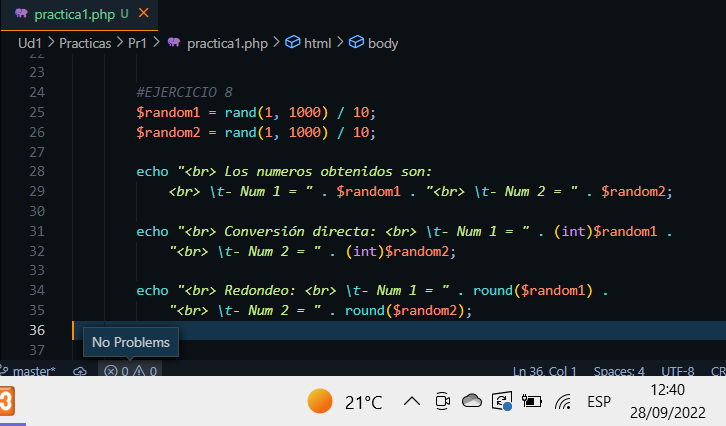 practica1.php U ×
Ud1 > Practicas > Pr1 > practica1.php > html > body
22
23
24 #EJERCICIO 8
25 $random1 = rand(1, 1000) / 10;
26 $random2 = rand(1, 1000) / 10;
27
28 echo "<br> Los numeros obtenidos son:
29 <br> \t- Num 1 = " . $random1 . "<br> \t- Num 2 = " . $random2;
30
31 echo "<br> Conversión directa: <br> \t- Num 1 = " . (int)$random1 .
32 "<br> \t- Num 2 = " . (int)$random2;
33
34 echo "<br> Redondeo: <br> \t- Num 1 = " . round($random1) .
35 "<br> \t- Num 2 = " . round($random2);
36
No Problems
37
master* 0 0 Ln 36, Col 1 Spaces: 4 UTF-8 CR
3 21°C ESP 12:40
28/09/2022